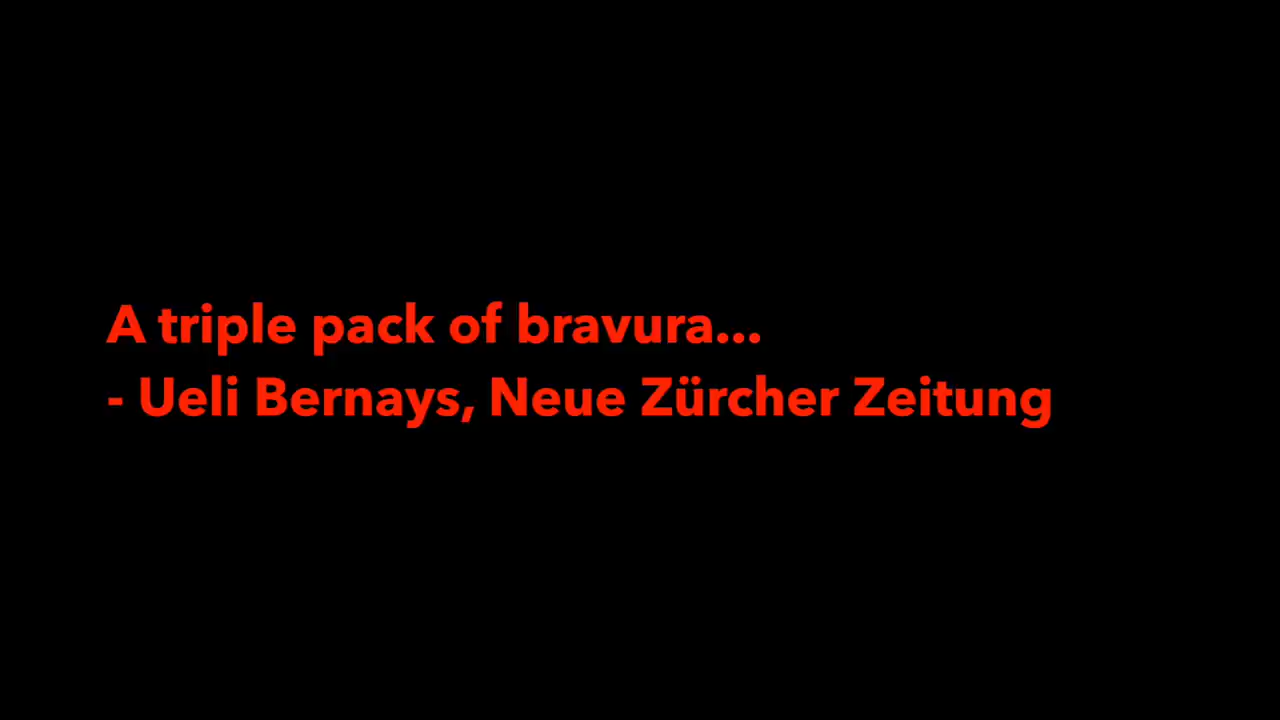 A triple pack of bravura...
- Ueli Bernays, Neue Zürcher Zeitung